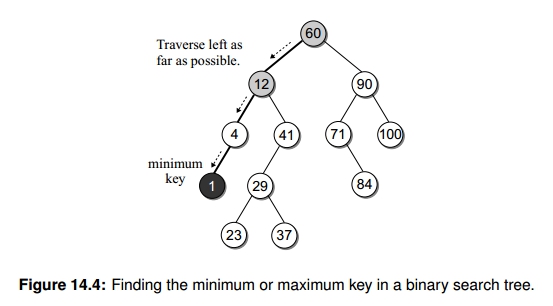 60
Traverse left as
far as possible.
12
90
4
41
71
100
minimum
key
1
29
84
23
37
Figure 14.4: Finding the minimum or maximum key in a binary search tree.